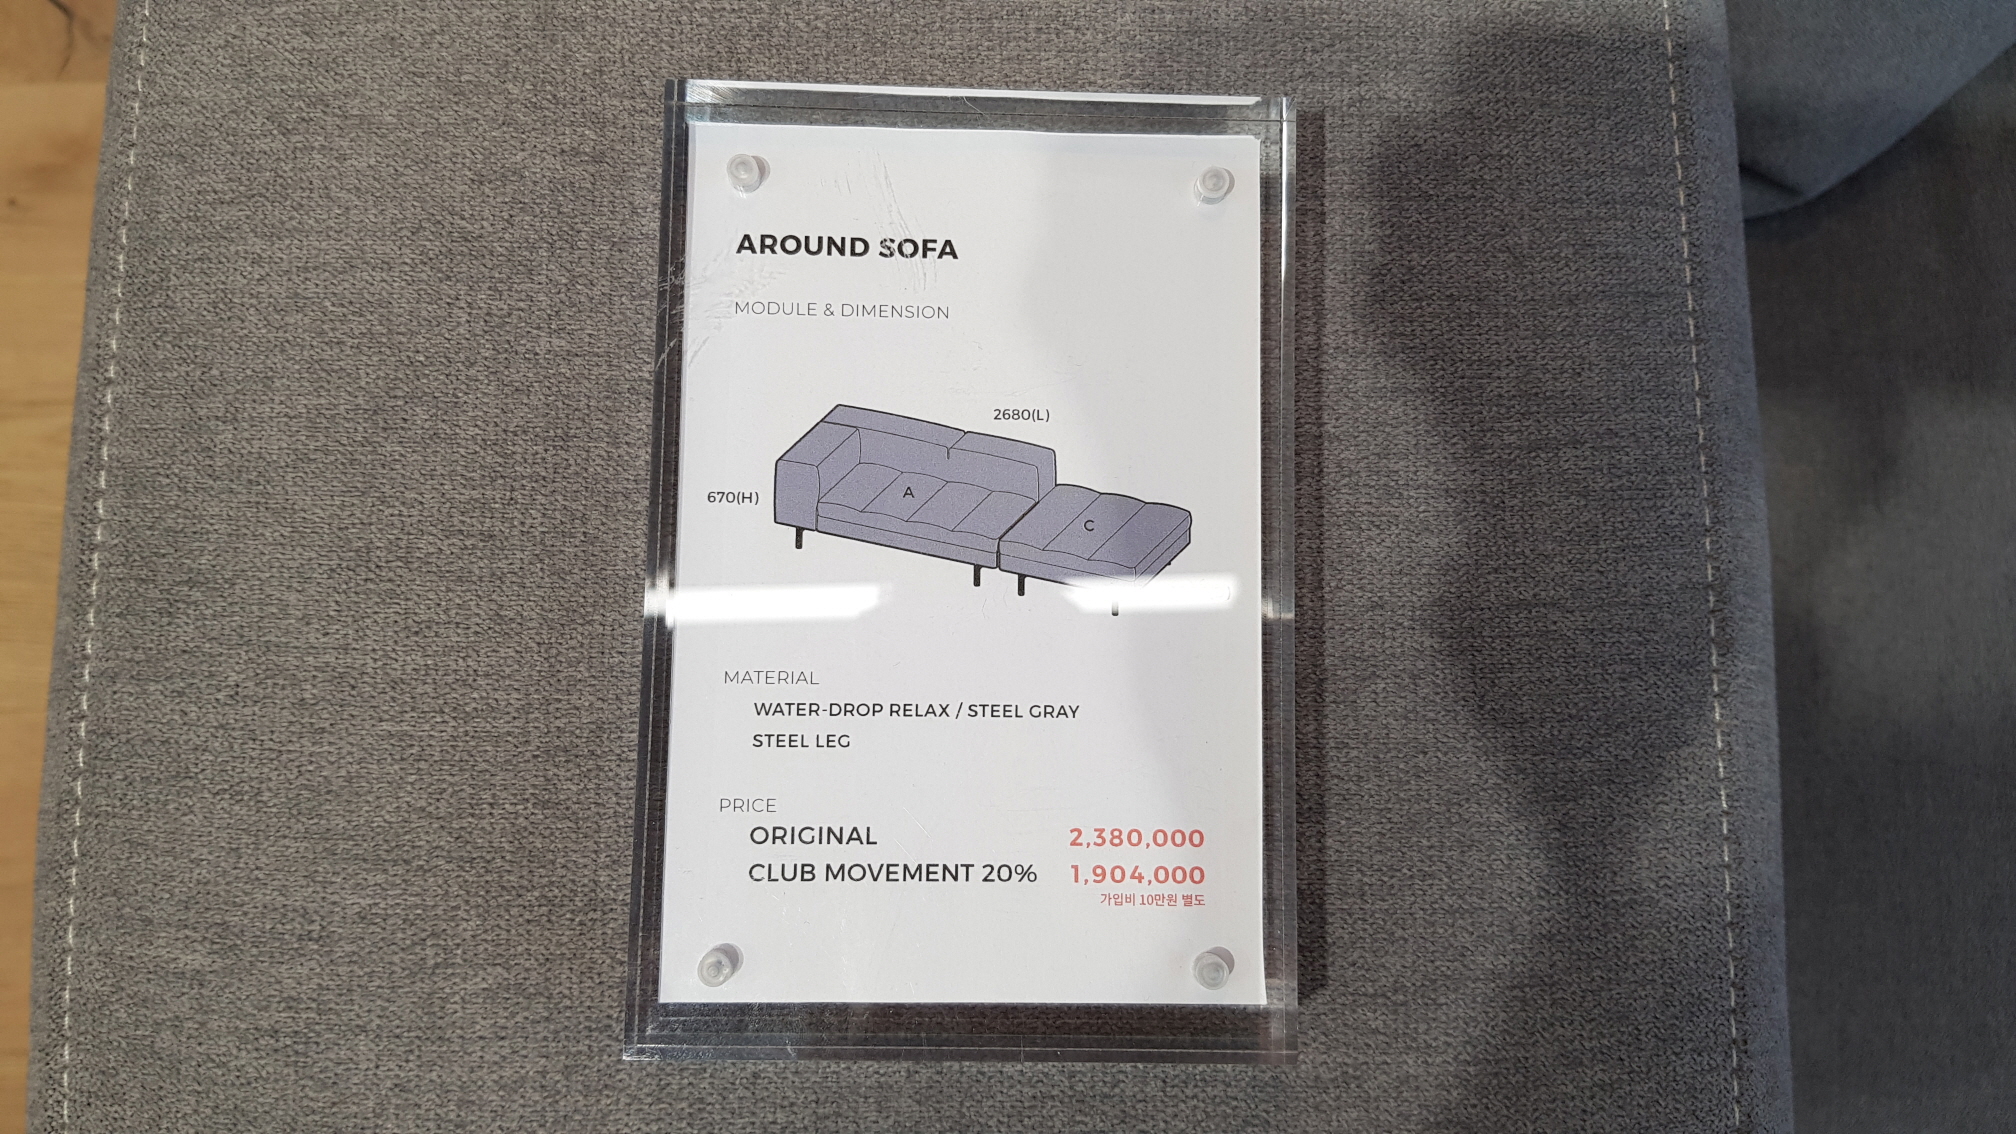 AROUND SOFA
MODULE & DIMENSION
2680(L)
670(H)
A
C
MATERIAL
WATER-DROP RELAX / STEEL GRAY
STEEL LEG
PRICE
ORIGINAL 2,380,000
CLUB MOVEMENT 20% 1,904,000
가입비 10만원 별도